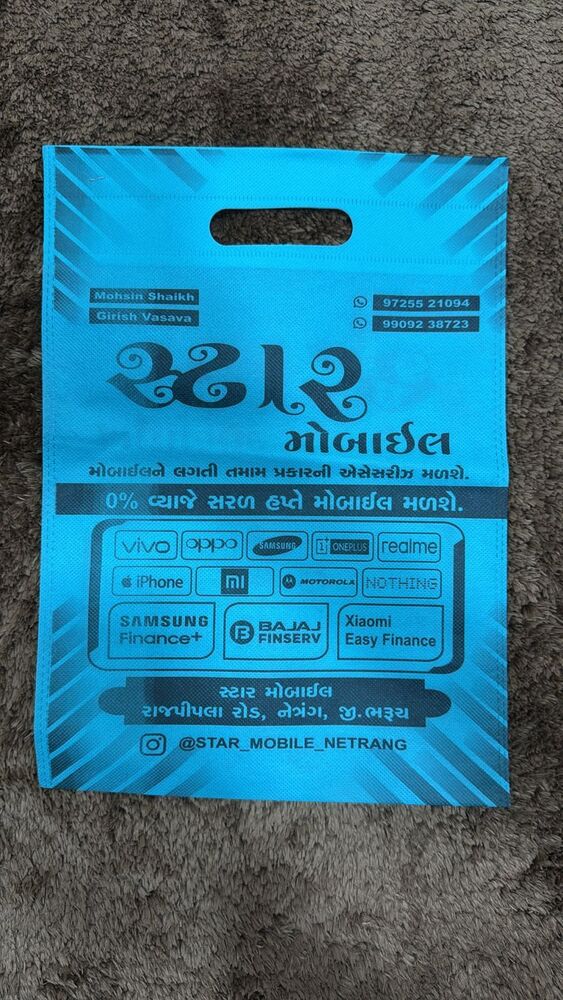 Mohsin Shaikh
Girish Vasava
97255 21094
99092 38723
સ્ટાર
મોબાઈલ
મોબાઈલને લગતી તમામ પ્રકારની એસેસરીઝ મળશે.
0% વ્યાજે સરળ હપ્તે મોબાઈલ મળશે.
vivo oppo SAMSUNG 1+ ONEPLUS realme
iPhone mi MOTOROLA NOTHING
SAMSUNG Finance+
BAJAJ FINSERV
Xiaomi Easy Finance
સ્ટાર મોબાઈલ
રાજપીપલા રોડ, નેત્રંગ, જી. ભરૂચ
@STAR_MOBILE_NETRANG